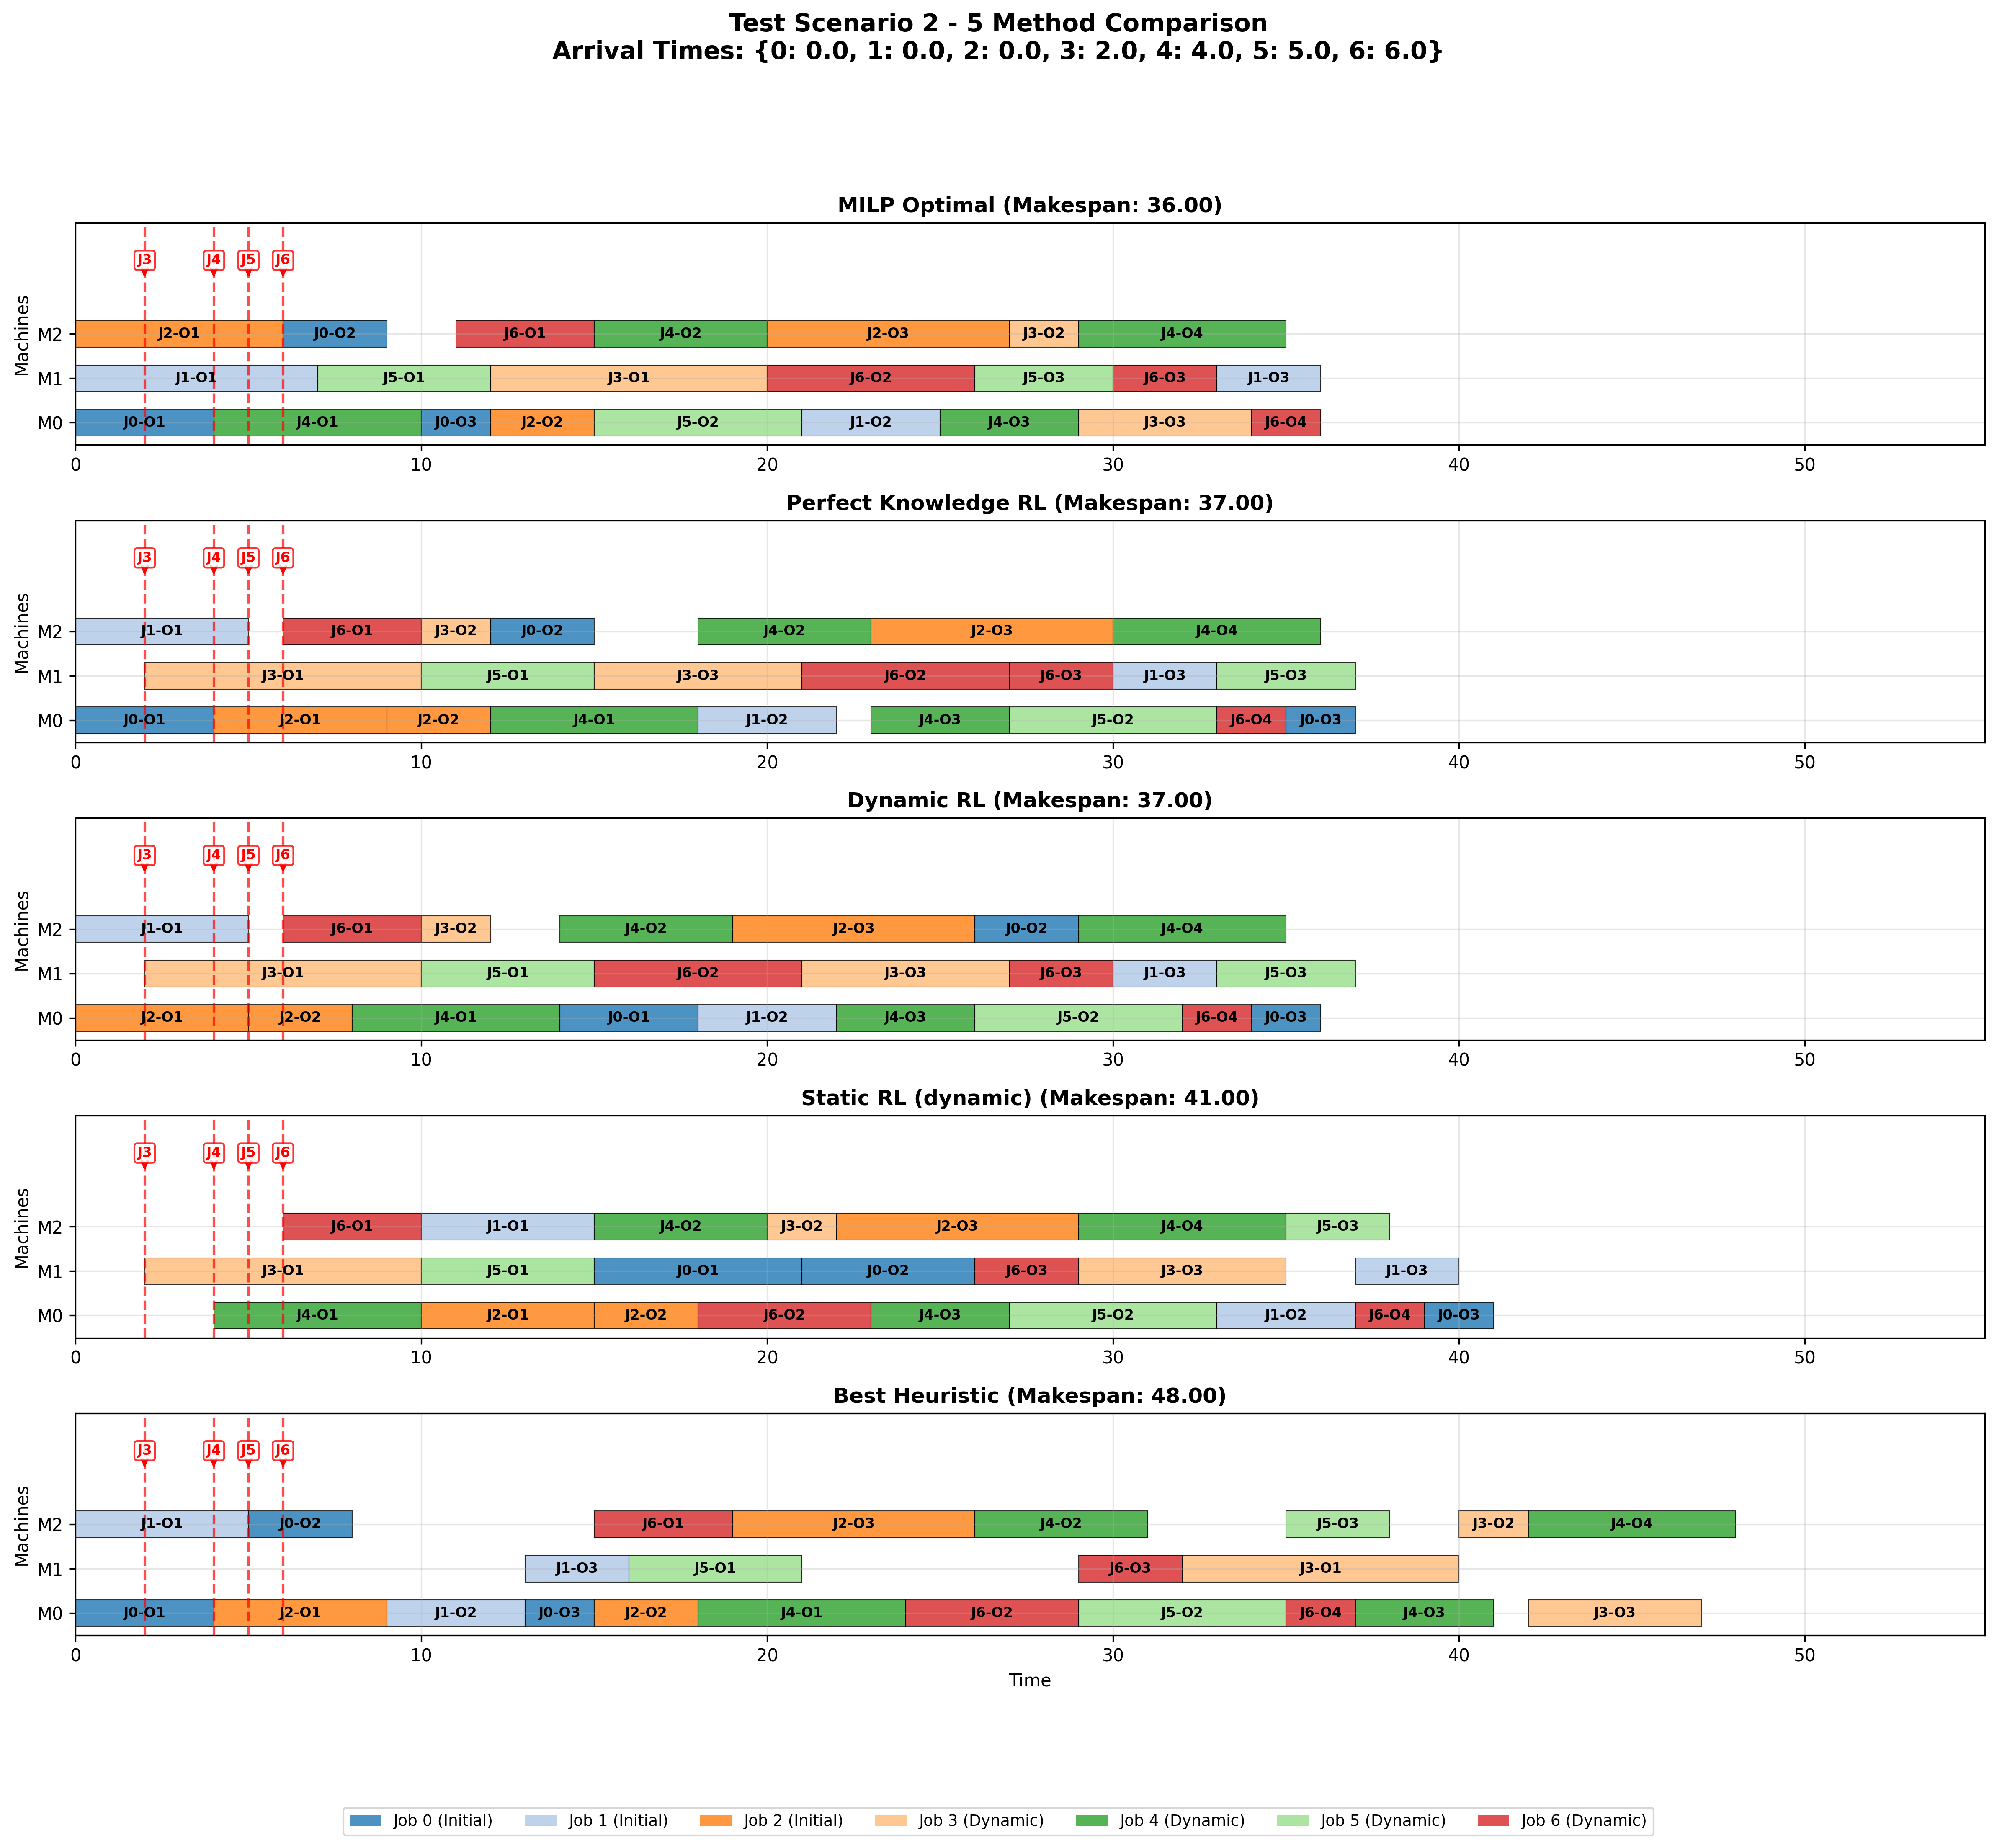 Test Scenario 2 - 5 Method Comparison
Arrival Times: {0: 0.0, 1: 0.0, 2: 0.0, 3: 2.0, 4: 4.0, 5: 5.0, 6: 6.0}
MILP Optimal (Makespan: 36.00)
J3 J4 J5 J6
Machines
M2 J2-O1 J0-O2 J6-O1 J4-O2 J2-O3 J3-O2 J4-O4
M1 J1-O1 J5-O1 J3-O1 J6-O2 J5-O3 J6-O3 J1-O3
M0 J0-O1 J4-O1 J0-O3 J2-O2 J5-O2 J1-O2 J4-O3 J3-O3 J6-O4
0 10 20 30 40 50
Perfect Knowledge RL (Makespan: 37.00)
J3 J4 J5 J6
Machines
M2 J1-O1 J6-O1 J3-O2 J0-O2 J4-O2 J2-O3 J4-O4
M1 J3-O1 J5-O1 J3-O3 J6-O2 J6-O3 J1-O3 J5-O3
M0 J0-O1 J2-O1 J2-O2 J4-O1 J1-O2 J4-O3 J5-O2 J6-O4 J0-O3
0 10 20 30 40 50
Dynamic RL (Makespan: 37.00)
J3 J4 J5 J6
Machines
M2 J1-O1 J6-O1 J3-O2 J4-O2 J2-O3 J0-O2 J4-O4
M1 J3-O1 J5-O1 J6-O2 J3-O3 J6-O3 J1-O3 J5-O3
M0 J2-O1 J2-O2 J4-O1 J0-O1 J1-O2 J4-O3 J5-O2 J6-O4 J0-O3
0 10 20 30 40 50
Static RL (dynamic) (Makespan: 41.00)
J3 J4 J5 J6
Machines
M2 J6-O1 J1-O1 J4-O2 J3-O2 J2-O3 J4-O4 J5-O3
M1 J3-O1 J5-O1 J0-O1 J0-O2 J6-O3 J3-O3 J1-O3
M0 J4-O1 J2-O1 J2-O2 J6-O2 J4-O3 J5-O2 J1-O2 J6-O4 J0-O3
0 10 20 30 40 50
Best Heuristic (Makespan: 48.00)
J3 J4 J5 J6
Machines
M2 J1-O1 J0-O2 J6-O1 J2-O3 J4-O2 J5-O3 J3-O2 J4-O4
M1 J1-O3 J5-O1 J6-O3 J3-O1
M0 J0-O1 J2-O1 J1-O2 J0-O3 J2-O2 J4-O1 J6-O2 J5-O2 J6-O4 J4-O3 J3-O3
0 10 20 30 40 50
Time
Job 0 (Initial) Job 1 (Initial) Job 2 (Initial) Job 3 (Dynamic) Job 4 (Dynamic) Job 5 (Dynamic) Job 6 (Dynamic)